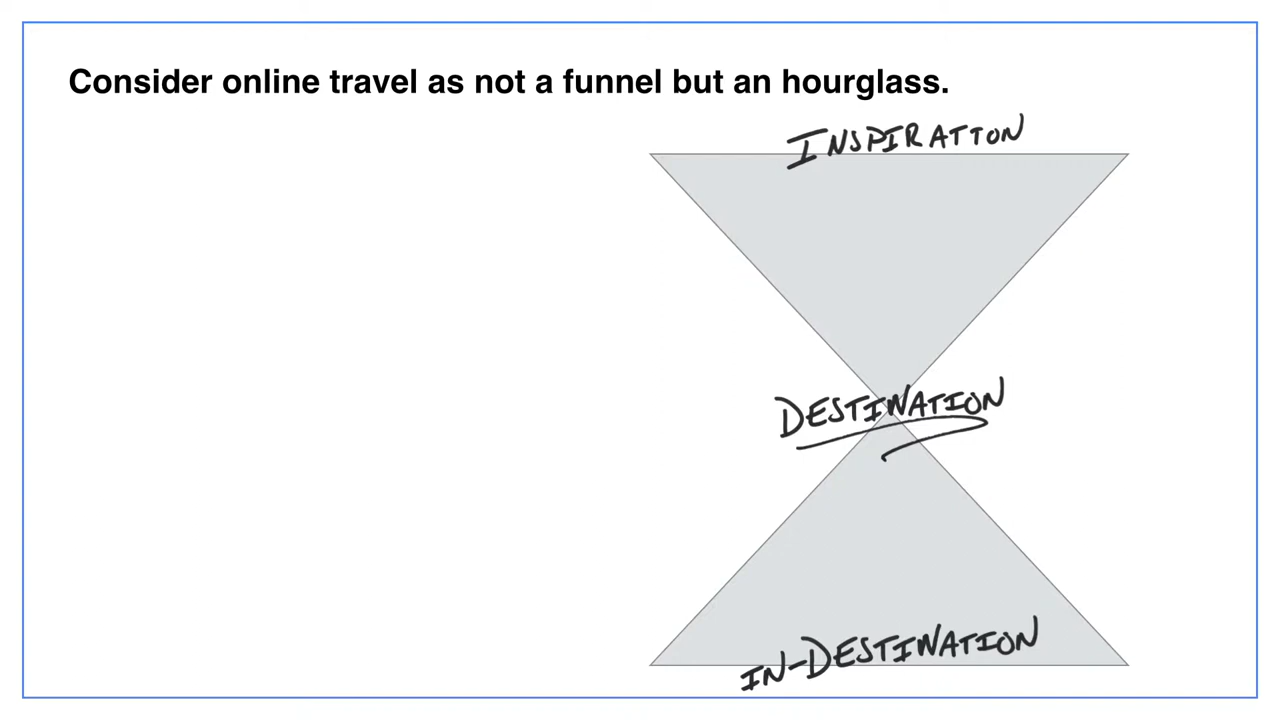 Consider online travel as not a funnel but an hourglass.
INSPIRATION
DESTINATION
IN-DESTINATION